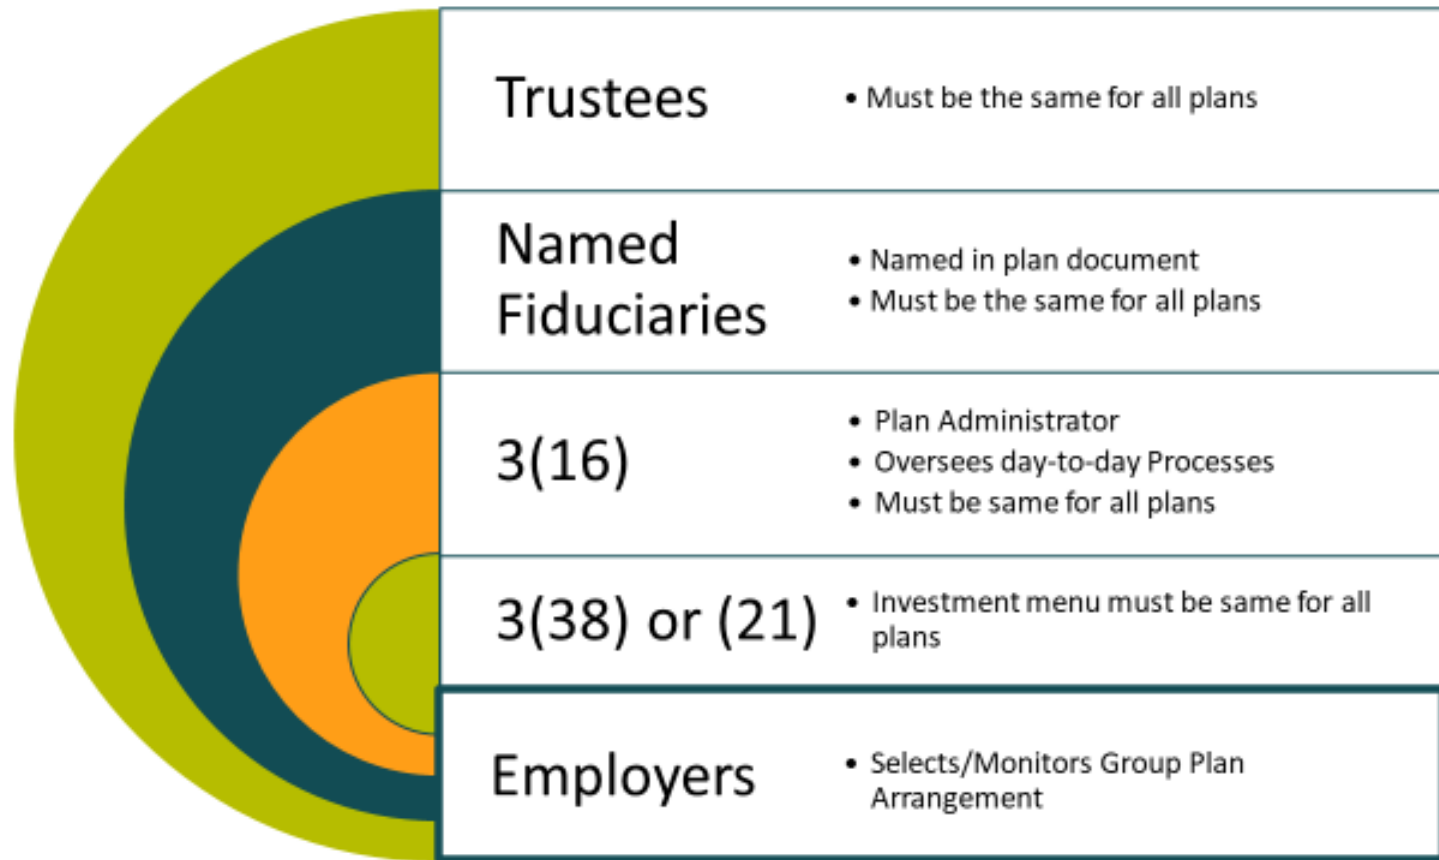 Trustees
• Must be the same for all plans
Named
Fiduciaries
• Named in plan document
• Must be the same for all plans
3(16)
• Plan Administrator
• Oversees day-to-day Processes
• Must be same for all plans
3(38) or (21)
• Investment menu must be same for all
plans
Employers
• Selects/Monitors Group Plan
Arrangement